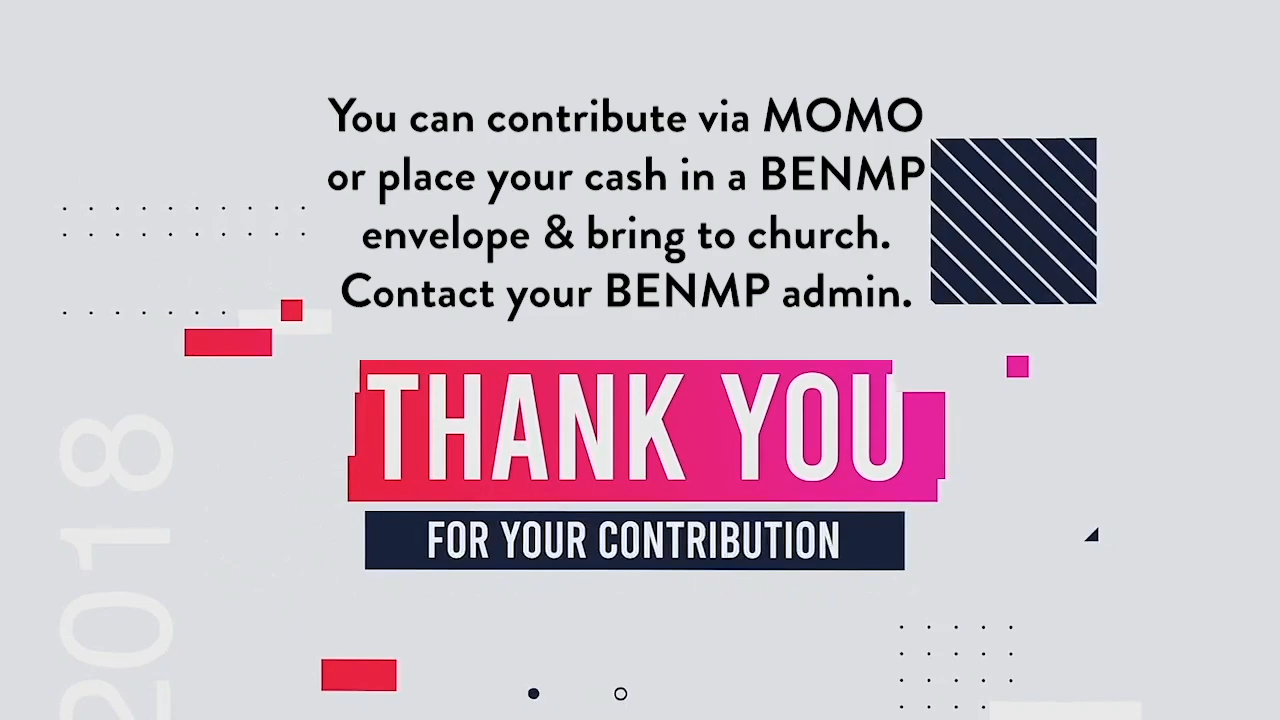 You can contribute via MOMO
or place your cash in a BENMP
envelope & bring to church.
Contact your BENMP admin.
THANK YOU
FOR YOUR CONTRIBUTION
2018